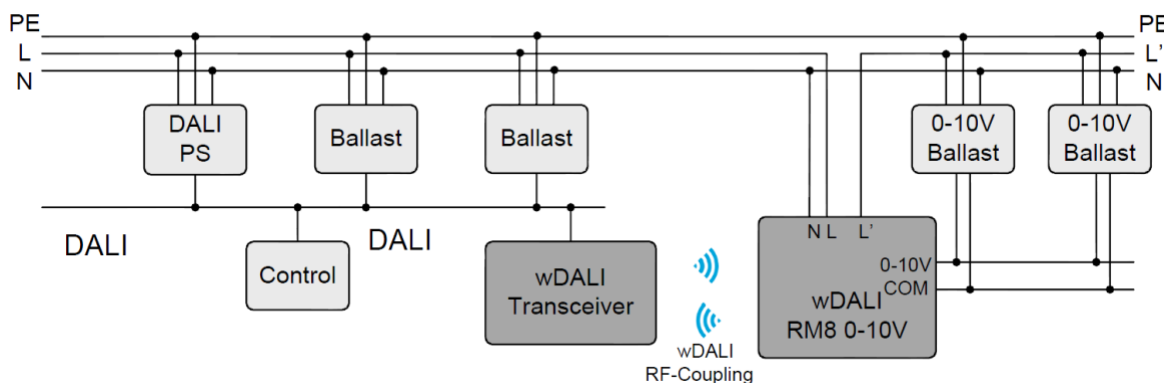 PE
L
N
PE
L'
N
DALI
PS
Ballast
Ballast
0-10V
Ballast
0-10V
Ballast
DALI
DALI
Control
wDALI
Transceiver
wDALI
RF-Coupling
N L L'
0-10V
COM
wDALI
RM8 0-10V